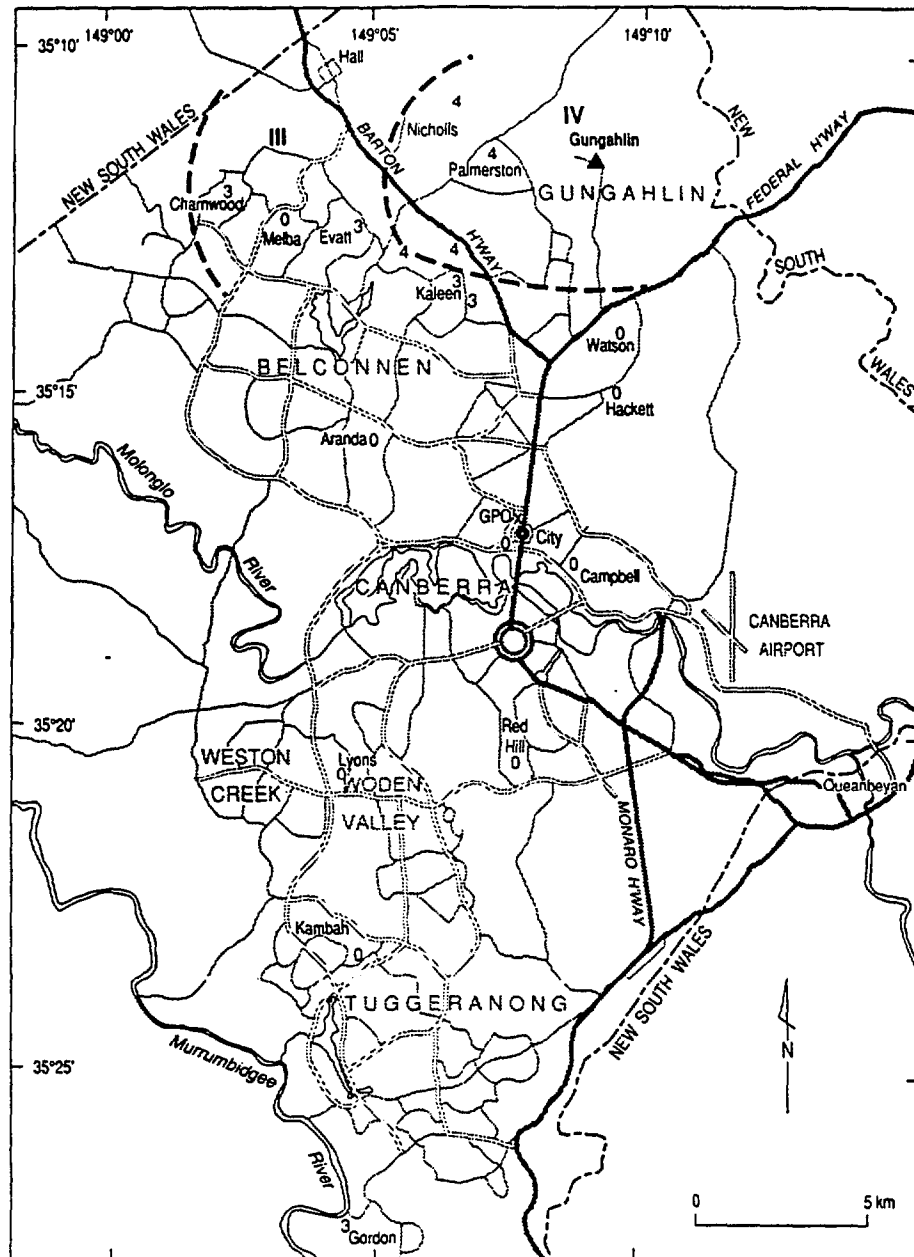 149°00'
149°05'
149°10'
35°10'
Hall
NEW SOUTH WALES
III
BARTON
H'WAY
4
Nicholls
IV
Gungahlin
4
Palmerston
GUNGAHLIN
NEW
SOUTH
WALES
FEDERAL H'WAY
3
Charnwood
0
Melba
Evatt
3
4
4
3
Kaleen
3
0
Watson
BELCONNEN
35°15'
0
Hackett
Aranda 0
Molonglo
River
GPO
0
City
0
Campbell
CANBERRA
CANBERRA
AIRPORT
35°20'
Red
Hill
0
WESTON
CREEK
Lyons
0
WODEN
VALLEY
Queanbeyan
MONARO H'WAY
NEW SOUTH WALES
Kambah
0
TUGGERANONG
N
35°25'
Murrumbidgee
River
3
Gordon
0
5 km